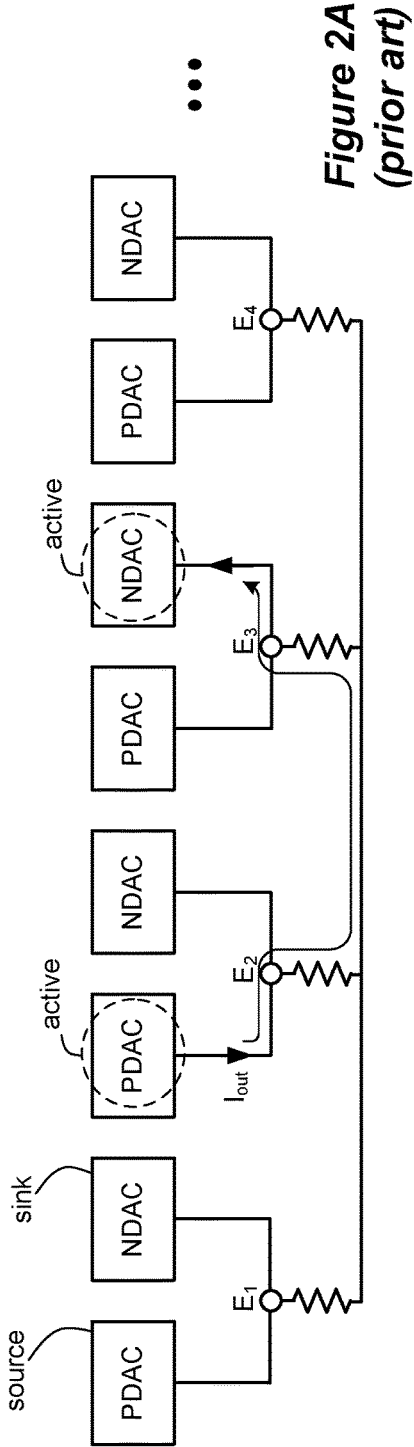 source
sink
active
active
PDAC
NDAC
PDAC
NDAC
PDAC
NDAC
PDAC
NDAC
Iout
E1
E2
E3
E4
•••
Figure 2A
(prior art)